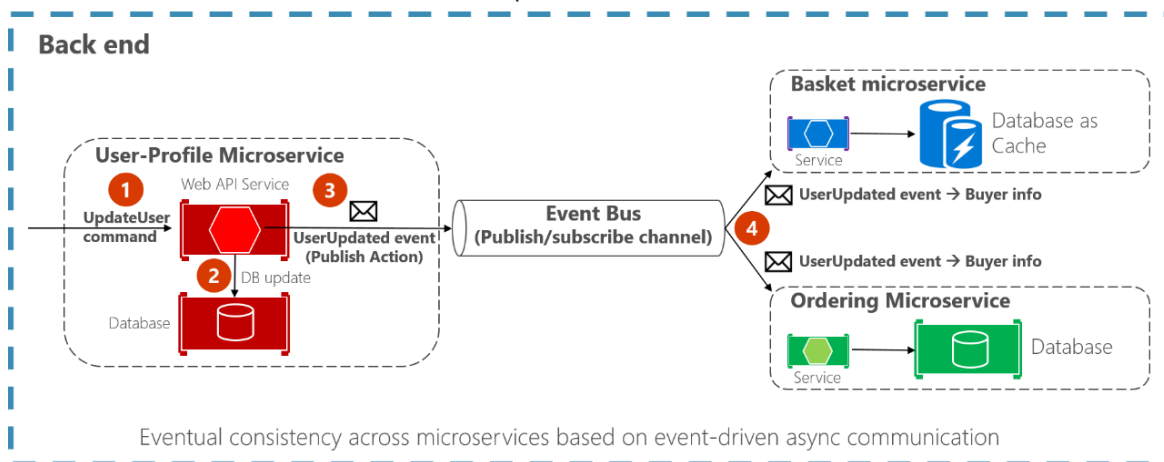 Back end
User-Profile Microservice
Web API Service
1
3
UpdateUser
command
UserUpdated event
(Publish Action)
2
DB update
Database
Event Bus
(Publish/subscribe channel)
4
Basket microservice
Service
Database as
Cache
UserUpdated event → Buyer info
UserUpdated event → Buyer info
Ordering Microservice
Service
Database
Eventual consistency across microservices based on event-driven async communication